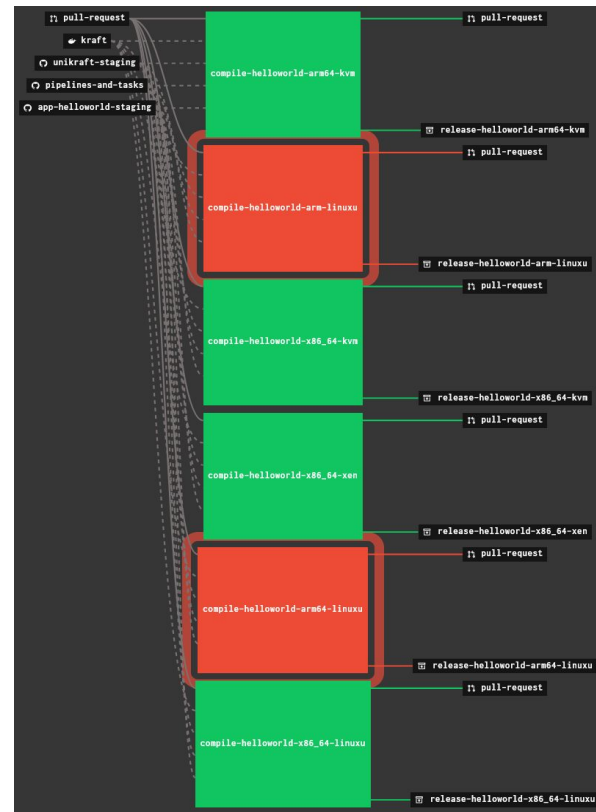 pull-request
kraft
unikraft-staging
pipelines-and-tasks
app-helloworld-staging
compile-helloworld-arm64-kvm
pull-request
release-helloworld-arm64-kvm
compile-helloworld-arm-linuxu
pull-request
release-helloworld-arm-linuxu
compile-helloworld-x86_64-kvm
pull-request
release-helloworld-x86_64-kvm
compile-helloworld-x86_64-xen
pull-request
release-helloworld-x86_64-xen
compile-helloworld-arm64-linuxu
pull-request
release-helloworld-arm64-linuxu
compile-helloworld-x86_64-linuxu
pull-request
release-helloworld-x86_64-linuxu